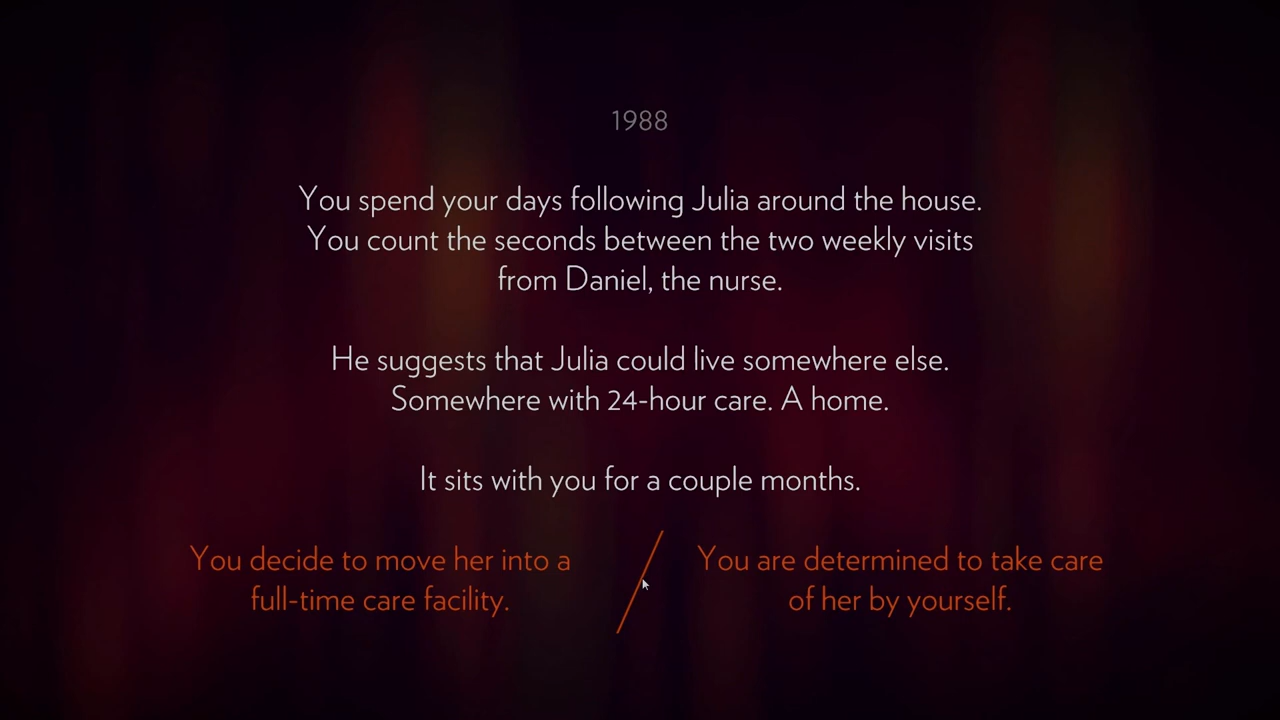 1988
You spend your days following Julia around the house.
You count the seconds between the two weekly visits
from Daniel, the nurse.
He suggests that Julia could live somewhere else.
Somewhere with 24-hour care. A home.
It sits with you for a couple months.
You decide to move her into a
full-time care facility.
You are determined to take care
of her by yourself.